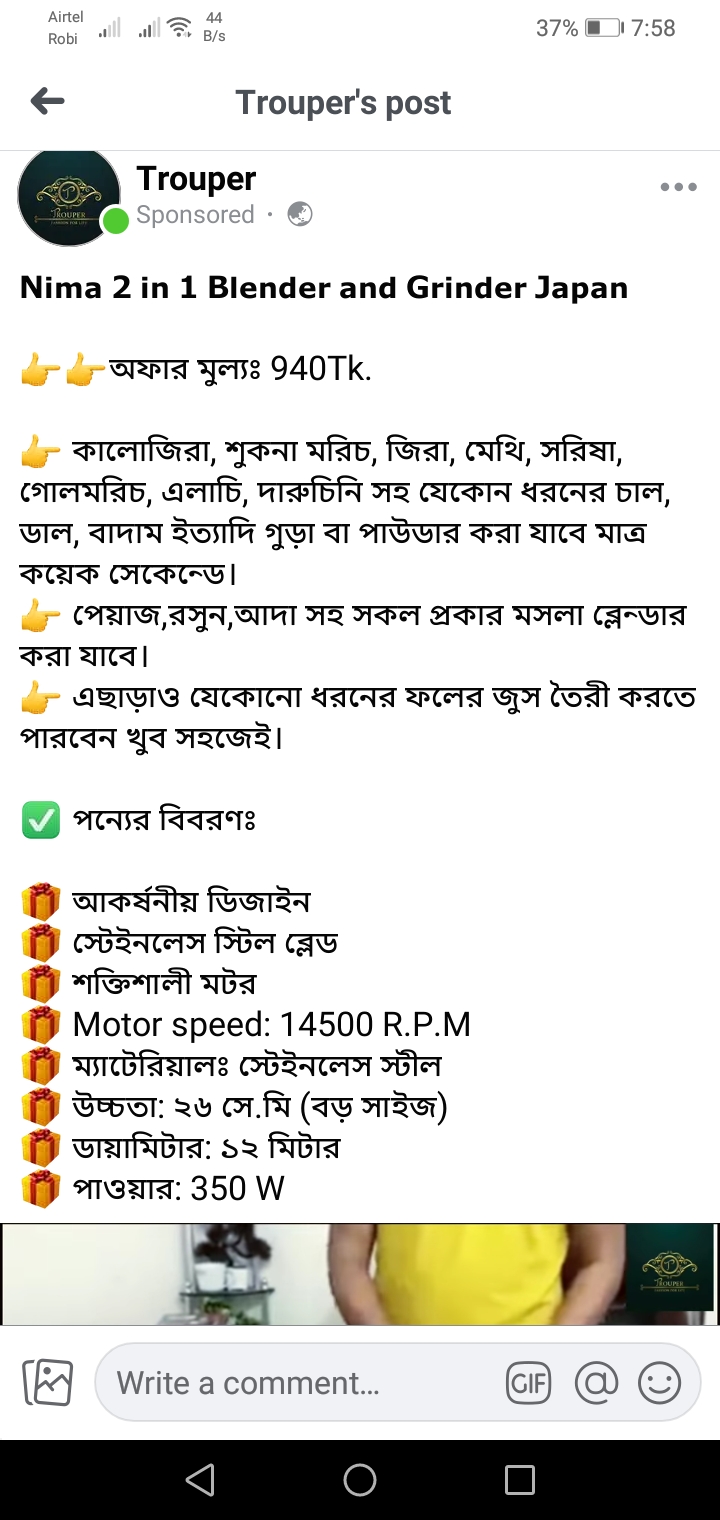 Airtel
Robi
44
B/s
37%
7:58
Trouper's post
Trouper
Sponsored ·
Nima 2 in 1 Blender and Grinder Japan
👉👉অফার মুল্যঃ 940Tk.
👉 কালোজিরা, শুকনা মরিচ, জিরা, মেথি, সরিষা,
গোলমরিচ, এলাচি, দারুচিনি সহ যেকোন ধরনের চাল,
ডাল, বাদাম ইত্যাদি গুড়া বা পাউডার করা যাবে মাত্র
কয়েক সেকেন্ডে।
👉 পেয়াজ,রসুন,আদা সহ সকল প্রকার মসলা ব্লেন্ডার
করা যাবে।
👉 এছাড়াও যেকোনো ধরনের ফলের জুস তৈরী করতে
পারবেন খুব সহজেই।
✅ পন্যের বিবরণঃ
🎁 আকর্ষনীয় ডিজাইন
🎁 স্টেইনলেস স্টিল ব্লেড
🎁 শক্তিশালী মটর
🎁 Motor speed: 14500 R.P.M
🎁 ম্যাটেরিয়ালঃ স্টেইনলেস স্টীল
🎁 উচ্চতা: ২৬ সে.মি (বড় সাইজ)
🎁 ডায়ামিটার: ১২ মিটার
🎁 পাওয়ার: 350 W
TROUPER
Write a comment...
GIF